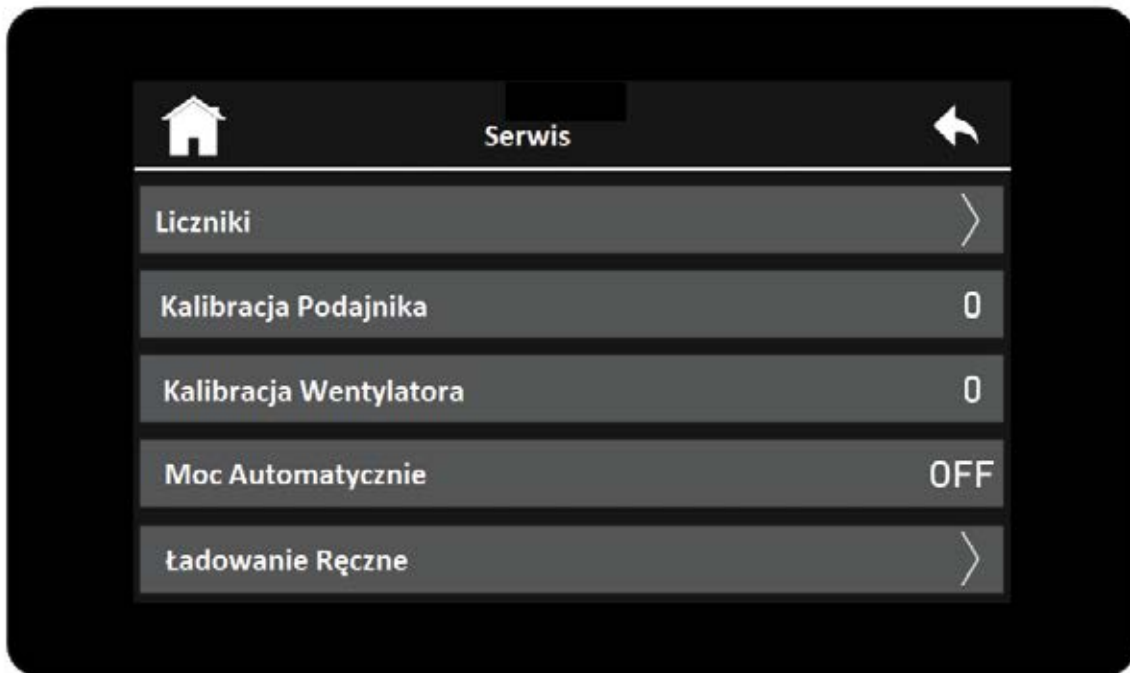 Serwis
Liczniki
Kalibracja Podajnika 0
Kalibracja Wentylatora 0
Moc Automatycznie OFF
Ładowanie Ręczne